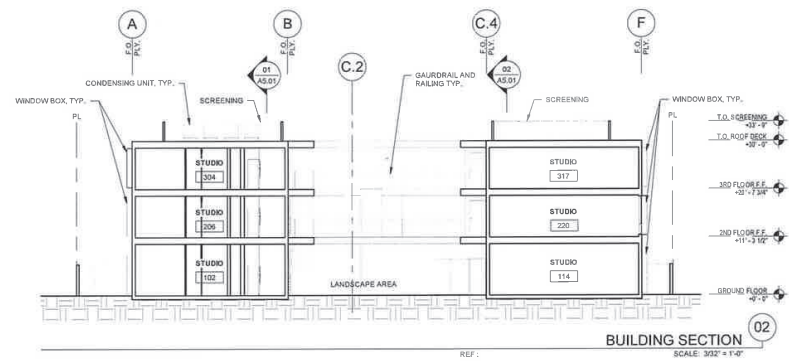 A
B
C.2
C.4
F
F.O.
PLY.
F.O.
PLY.
F.O.
PLY.
F.O.
PLY.
01
A5.01
02
A5.01
CONDENSING UNIT, TYP.,
GAURDRAIL AND
RAILING TYP.,
WINDOW BOX, TYP.,
SCREENING
SCREENING
WINDOW BOX, TYP.,
PL
PL
T.O. SCREENING
+33' - 9"
T.O. ROOF DECK
+30' - 0"
STUDIO
304
STUDIO
317
3RD FLOOR F.F.
+20' - 7 3/4"
STUDIO
206
STUDIO
220
2ND FLOOR F.F.
+11' - 3 1/2"
STUDIO
102
STUDIO
114
LANDSCAPE AREA
GROUND FLOOR
+0' - 0"
BUILDING SECTION
02
REF :
SCALE: 3/32" = 1'-0"